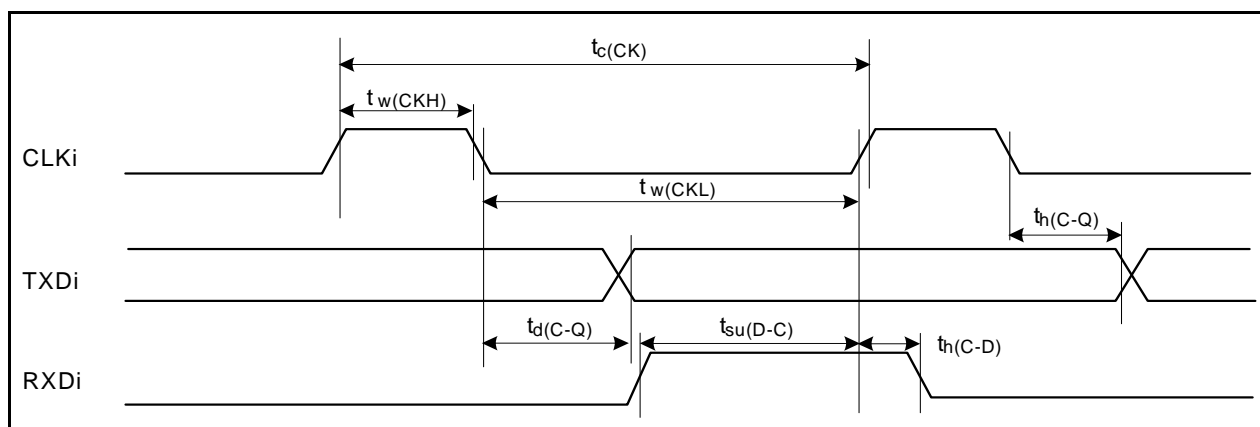 tc(CK)
tw(CKH)
CLKi
tw(CKL)
th(C-Q)
TXDi
td(C-Q)
tsu(D-C)
th(C-D)
RXDi